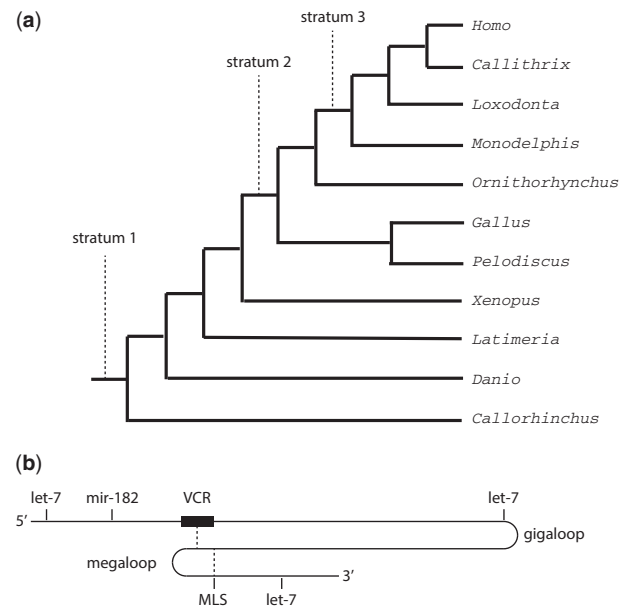 (a)
stratum 3
Homo
stratum 2
Callithrix
Loxodonta
Monodelphis
Ornithorhynchus
stratum 1
Gallus
Pelodiscus
Xenopus
Latimeria
Danio
Callorhinchus
(b)
let-7 mir-182 VCR let-7
5′
gigaloop
megaloop
3′
MLS let-7